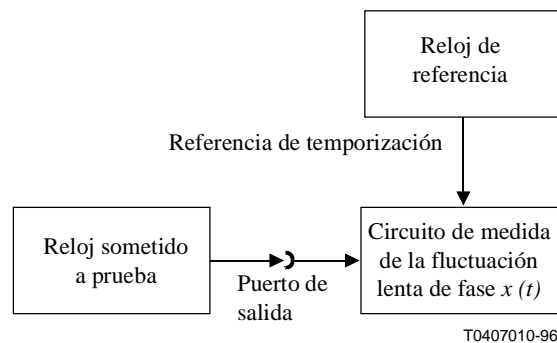 Reloj de
referencia
Referencia de temporización
Reloj sometido
a prueba
Puerto de
salida
Circuito de medida
de la fluctuación
lenta de fase x (t)
T0407010-96